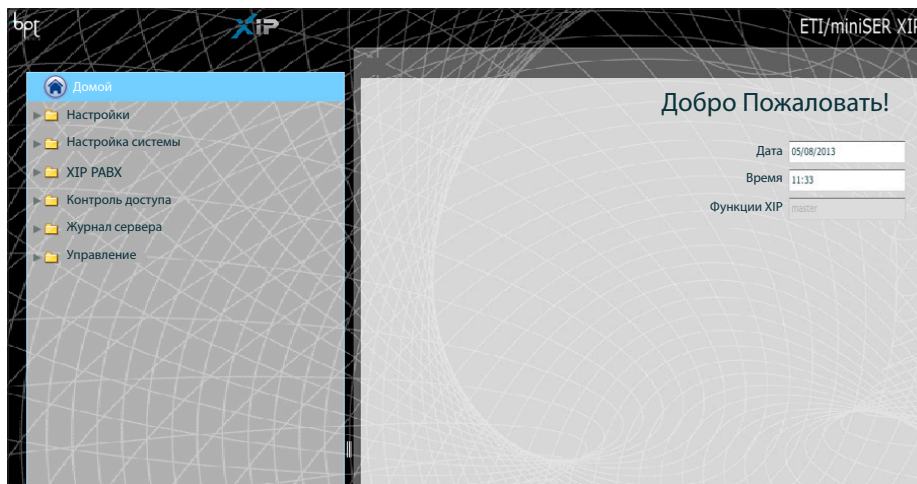 bpt
XiP
ETI/miniSER XIP
Домой
Настройки
Настройка системы
XIP PABX
Контроль доступа
Журнал сервера
Управление
Добро Пожаловать!
Дата 05/08/2013
Время 11:33
Функции XIP master